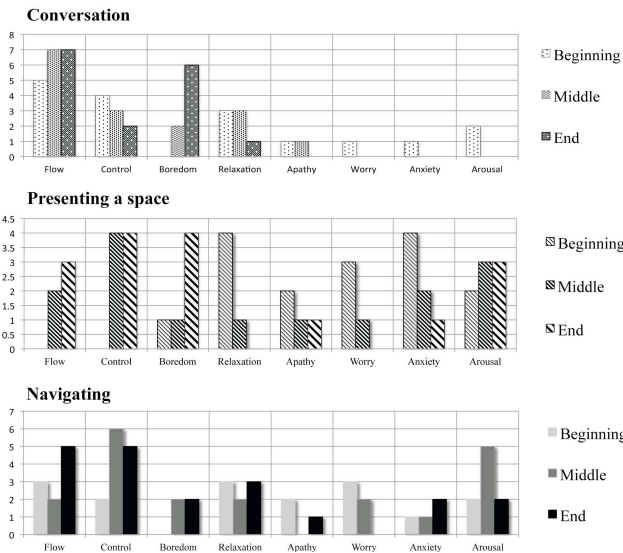 Conversation
8
7
6
5
4
3
2
1
0
Flow Control Boredom Relaxation Apathy Worry Anxiety Arousal
Beginning
Middle
End
Presenting a space
4.5
4
3.5
3
2.5
2
1.5
1
0.5
0
Flow Control Boredom Relaxation Apathy Worry Anxiety Arousal
Beginning
Middle
End
Navigating
7
6
5
4
3
2
1
0
Flow Control Boredom Relaxation Apathy Worry Anxiety Arousal
Beginning
Middle
End